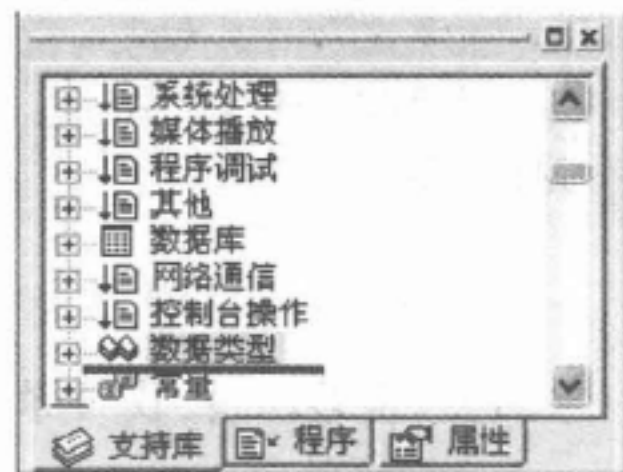 系统处理
媒体播放
程序调试
其他
数据库
网络通信
控制台操作
数据类型
常量
支持库 程序 属性